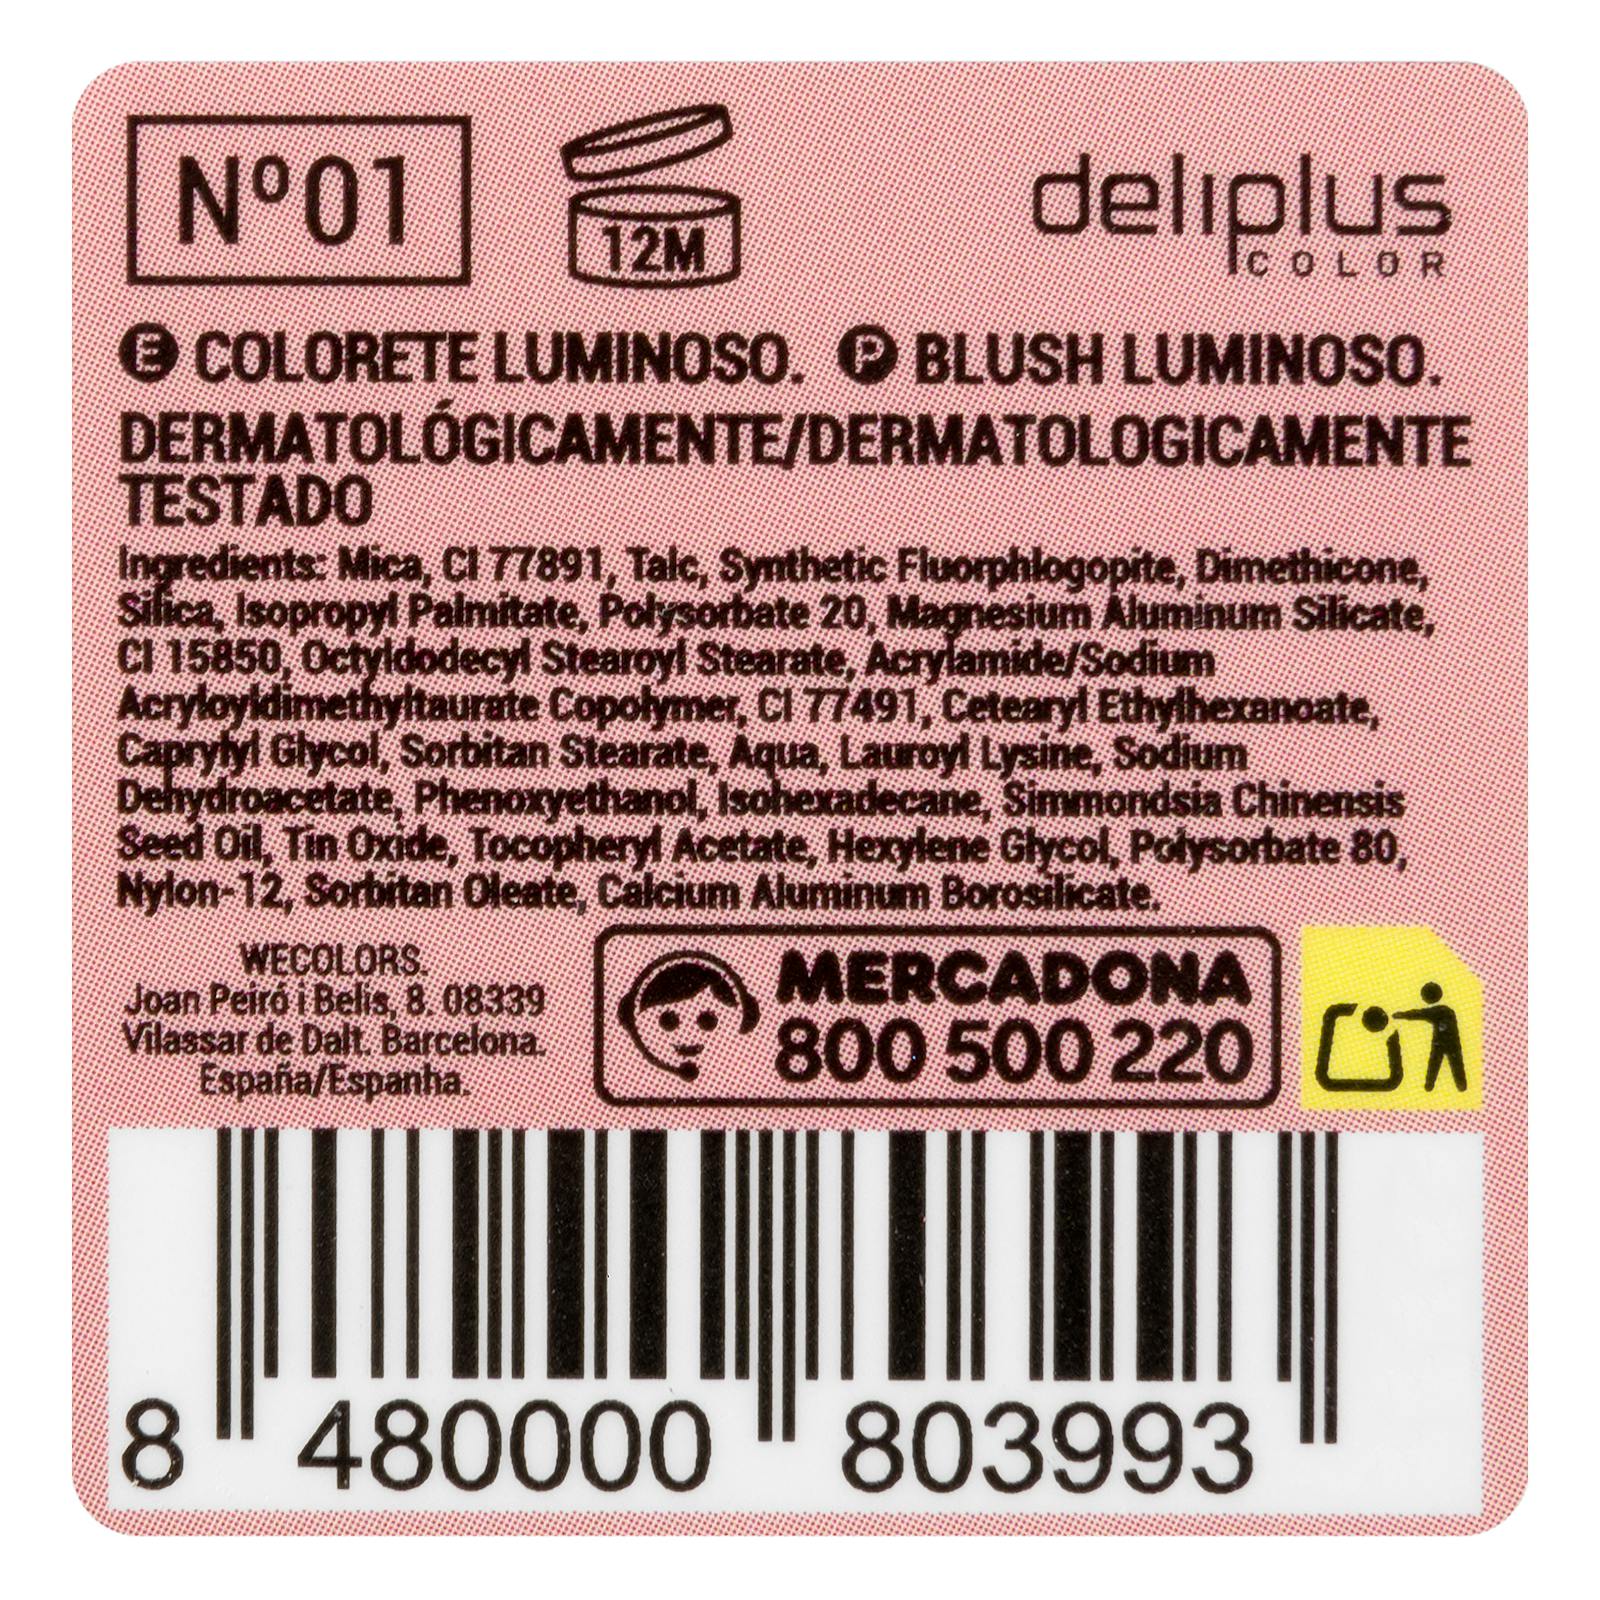 Nº01
12M
deliplus
COLOR
E COLORETE LUMINOSO. P BLUSH LUMINOSO.
DERMATOLÓGICAMENTE/DERMATOLOGICAMENTE
TESTADO
Ingredients: Mica, CI 77891, Talc, Synthetic Fluorphlogopite, Dimethicone,
Silica, Isopropyl Palmitate, Polysorbate 20, Magnesium Aluminum Silicate,
CI 15850, Octyldodecyl Stearoyl Stearate, Acrylamide/Sodium
Acryloyldimethyltaurate Copolymer, CI 77491, Cetearyl Ethylhexanoate,
Caprylyl Glycol, Sorbitan Stearate, Aqua, Lauroyl Lysine, Sodium
Dehydroacetate, Phenoxyethanol, Isohexadecane, Simmondsia Chinensis
Seed Oil, Tin Oxide, Tocopheryl Acetate, Hexylene Glycol, Polysorbate 80,
Nylon-12, Sorbitan Oleate, Calcium Aluminum Borosilicate.
WECOLORS.
Joan Peiró i Belis, 8. 08339
Vilassar de Dalt. Barcelona.
España/Espanha.
MERCADONA
800 500 220
8 480000 803993